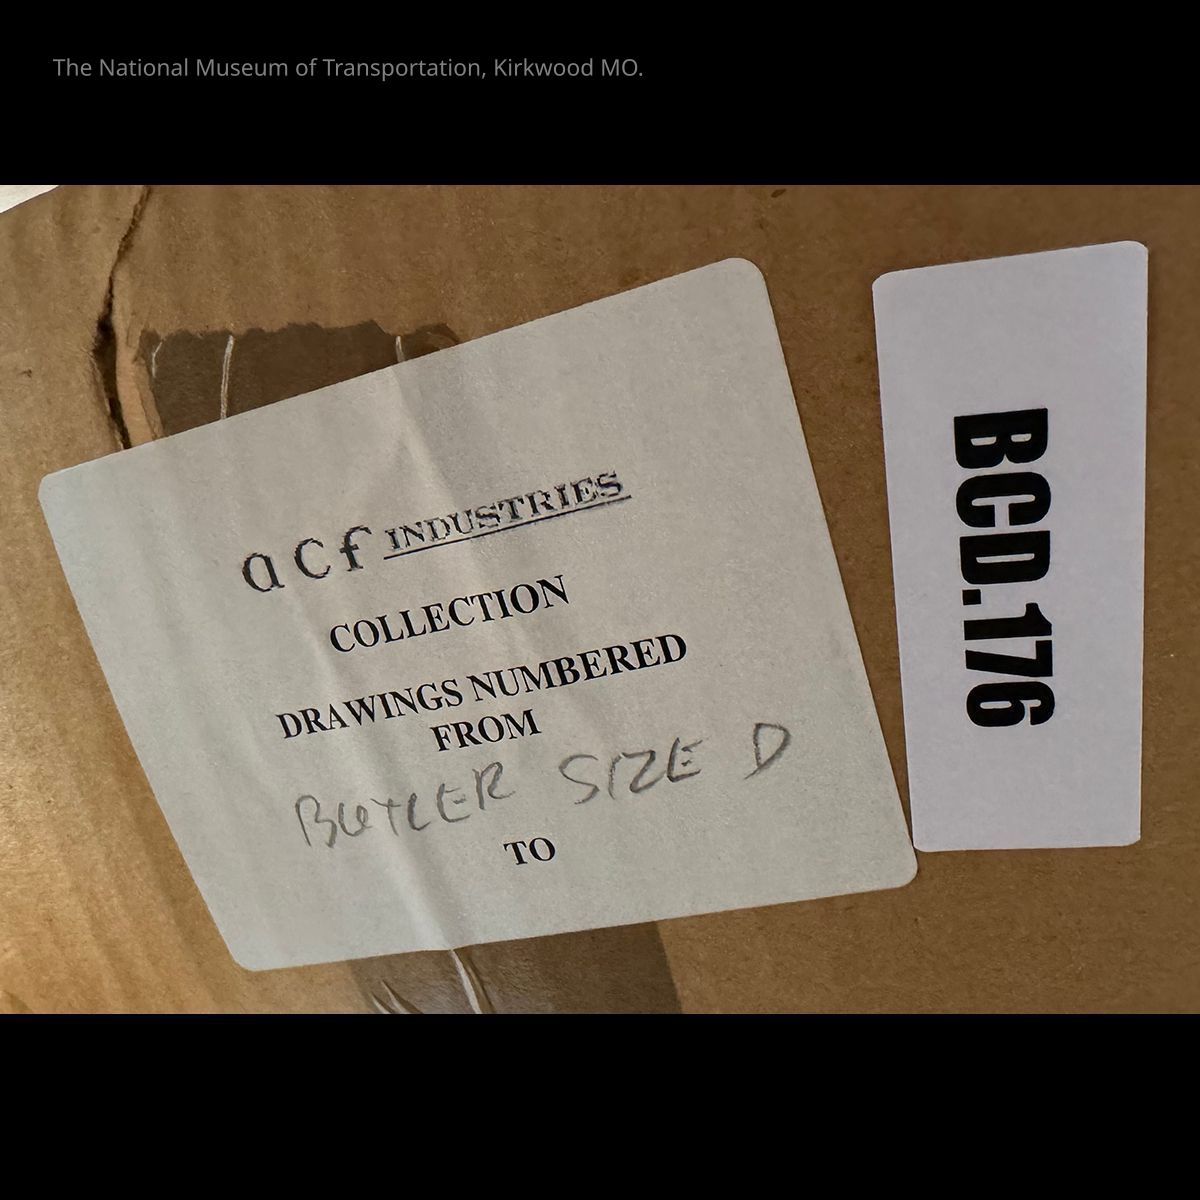 The National Museum of Transportation, Kirkwood MO.
acf INDUSTRIES
COLLECTION
DRAWINGS NUMBERED
FROM
BUTLER SIZE D
TO
BCD.176